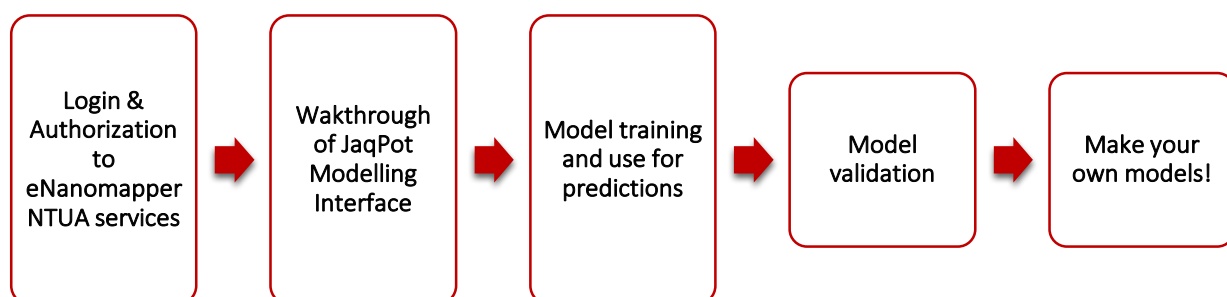 Login &
Authorization
to
eNanomapper
NTUA services
Wakthrough
of JaqPot
Modelling
Interface
Model training
and use for
predictions
Model
validation
Make your
own models!